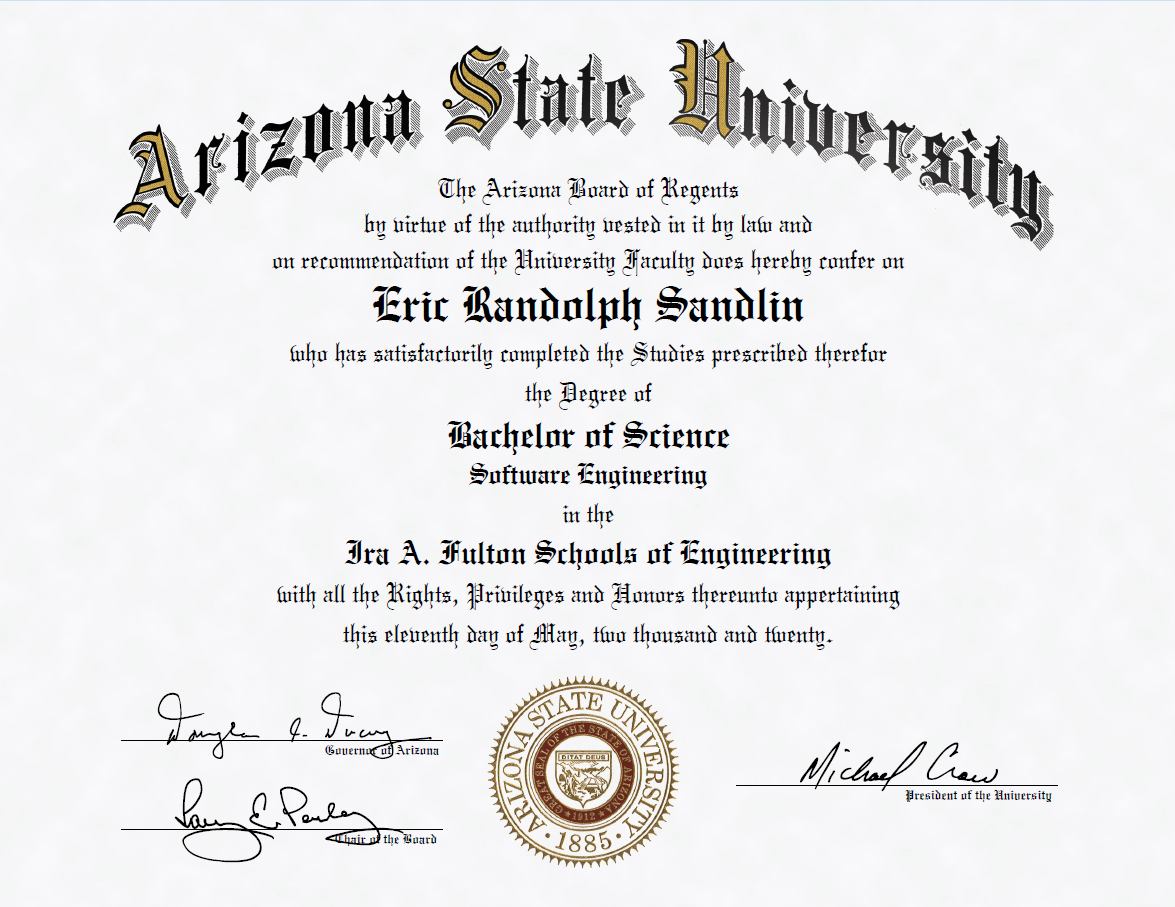 Arizona State University
The Arizona Board of Regents
by virtue of the authority vested in it by law and
on recommendation of the University Faculty does hereby confer on
Eric Randolph Sandlin
who has satisfactorily completed the Studies prescribed therefor
the Degree of
Bachelor of Science
Software Engineering
in the
Ira A. Fulton Schools of Engineering
with all the Rights, Privileges and Honors thereunto appertaining
this eleventh day of May, two thousand and twenty.
Governor of Arizona
Chair of the Board
ARIZONA STATE UNIVERSITY
GREAT SEAL OF THE STATE OF ARIZONA
DITAT DEUS
1912
· 1885 ·
Michael Crow
President of the University